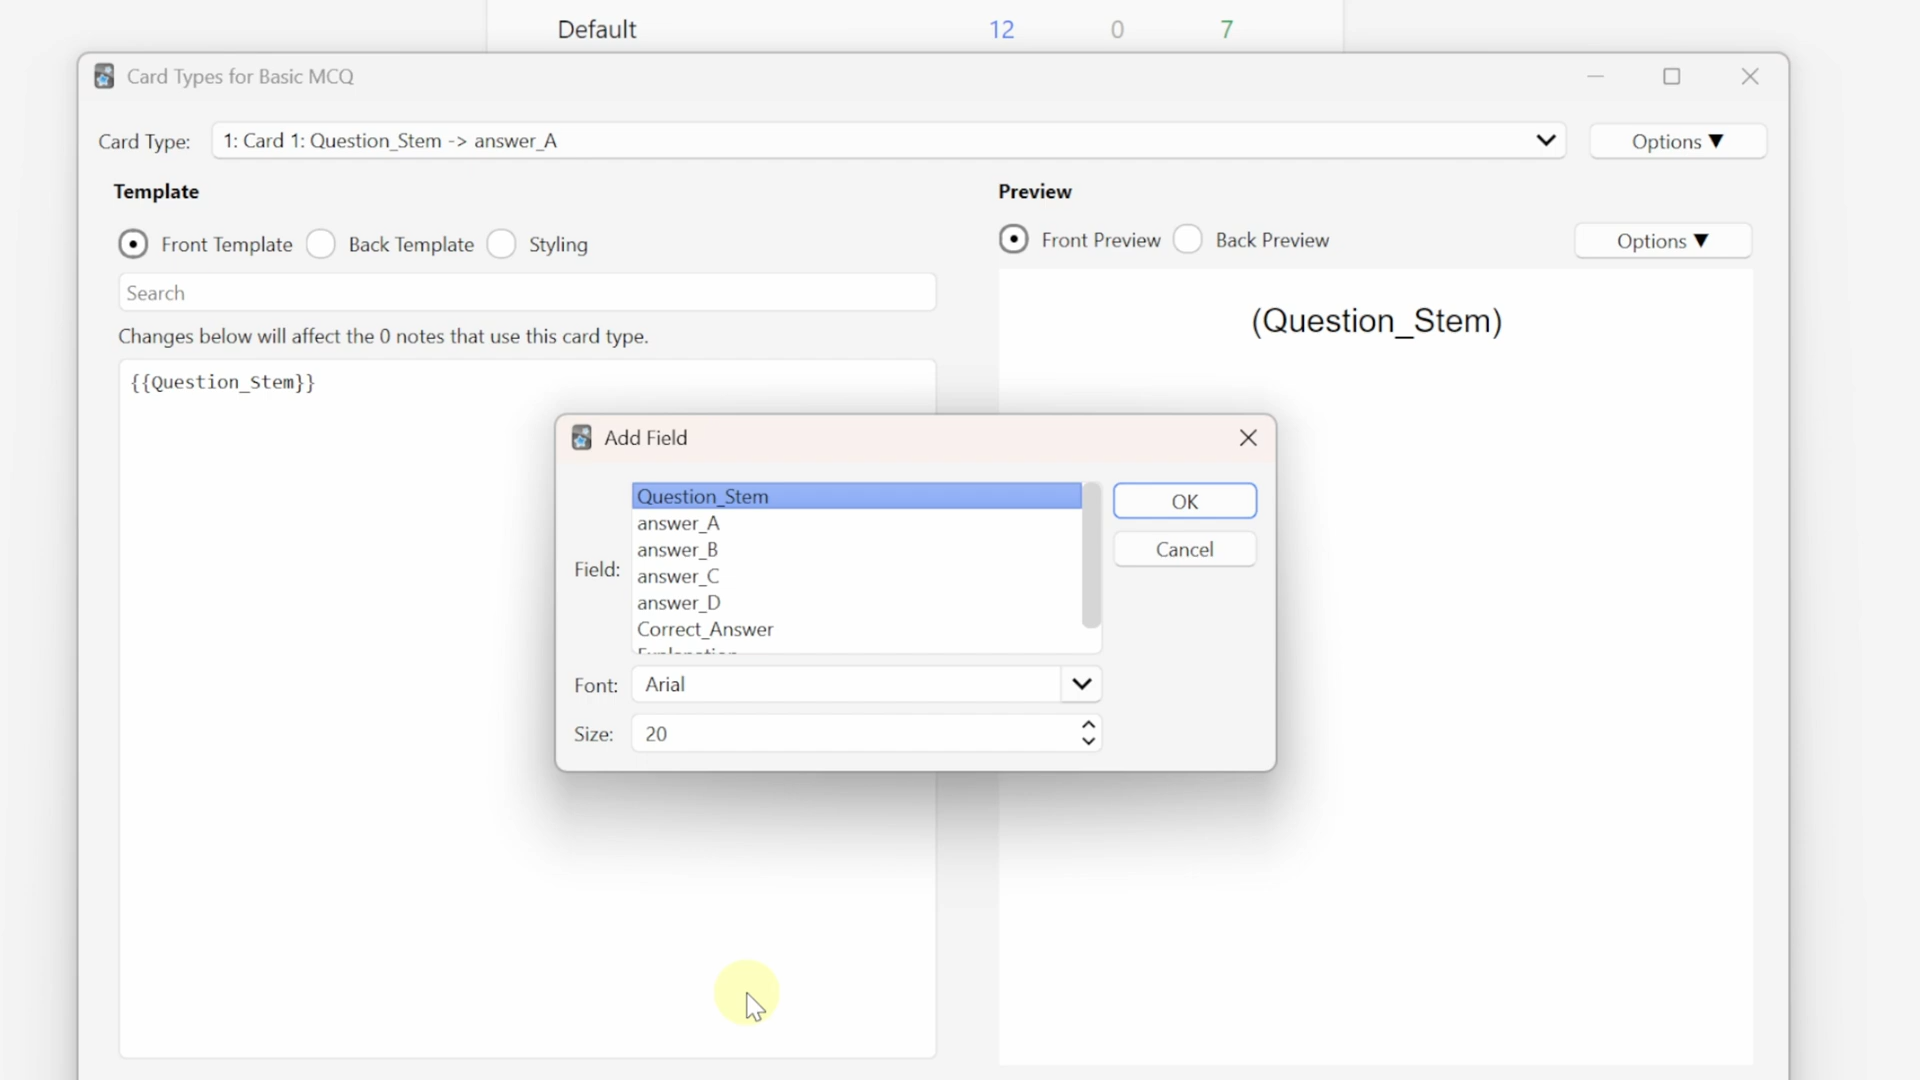 Default 12 0 7
Card Types for Basic MCQ
Card Type: 1: Card 1: Question_Stem -> answer_A Options ▼
Template Preview
Front Template Back Template Styling Front Preview Back Preview Options ▼
Search
Changes below will affect the 0 notes that use this card type.
(Question_Stem)
{{Question_Stem}}
Add Field
Question_Stem
OK
answer_A
answer_B
Cancel
Field:
answer_C
answer_D
Correct_Answer
Font: Arial
Size: 20